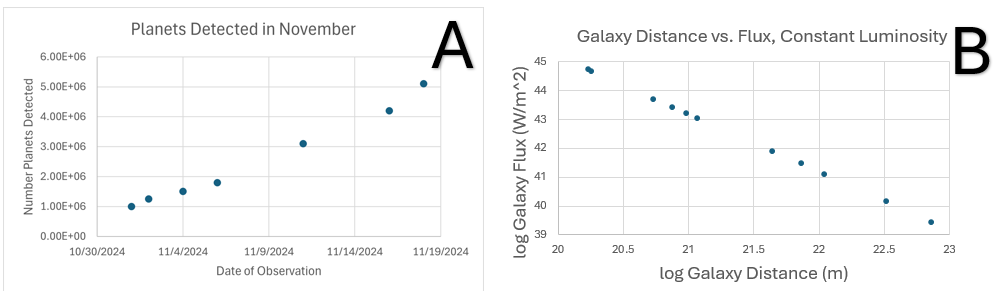 Planets Detected in November
A
6.00E+06
5.00E+06
4.00E+06
3.00E+06
2.00E+06
1.00E+06
0.00E+00
Number Planets Detected
10/30/2024 11/4/2024 11/9/2024 11/14/2024 11/19/2024
Date of Observation
Galaxy Distance vs. Flux, Constant Luminosity
B
45
44
43
42
41
40
39
log Galaxy Flux (W/m^2)
20 20.5 21 21.5 22 22.5 23
log Galaxy Distance (m)